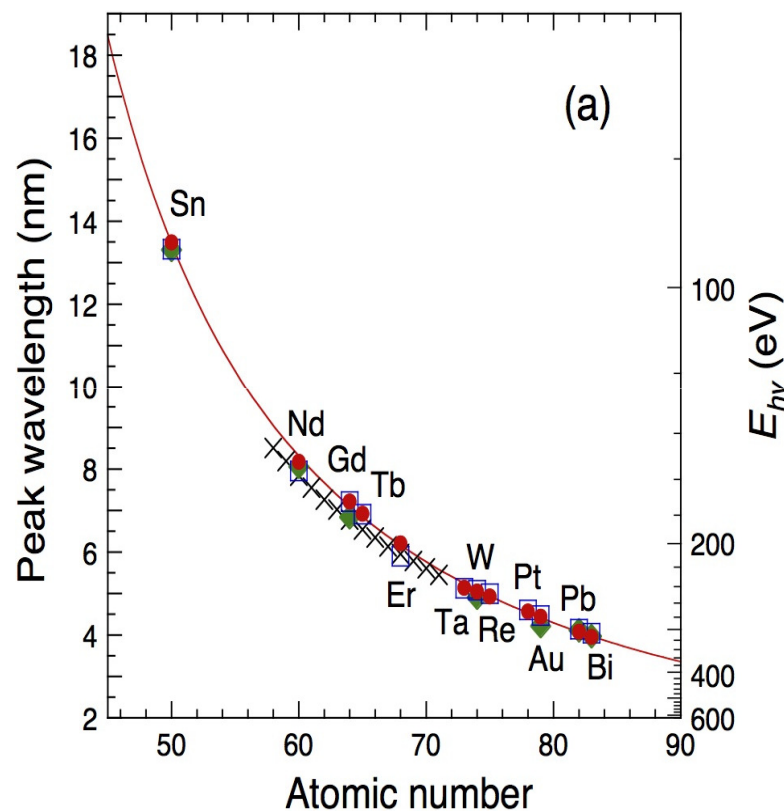 (a)
Peak wavelength (nm)
18
16
14
12
10
8
6
4
2
Sn
Nd
Gd
Tb
Er
W
Ta
Re
Pt
Au
Pb
Bi
100
200
400
600
E_hν (eV)
50
60
70
80
90
Atomic number